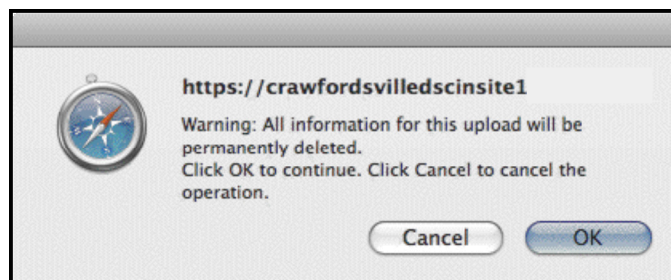 https://crawfordsvilledscinsite1
Warning: All information for this upload will be
permanently deleted.
Click OK to continue. Click Cancel to cancel the
operation.
Cancel OK